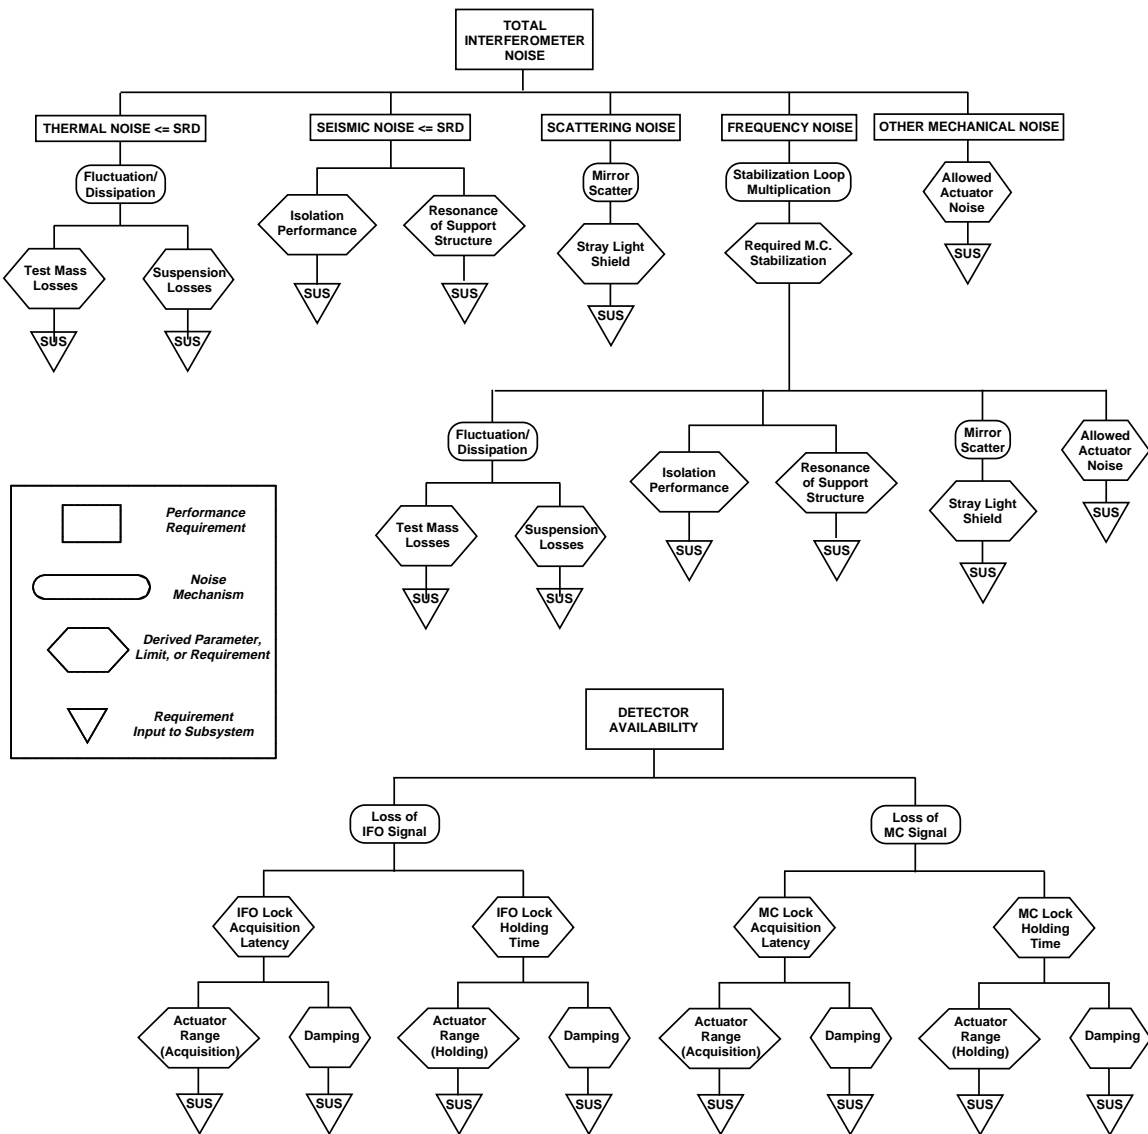 TOTAL
INTERFEROMETER
NOISE
THERMAL NOISE <= SRD
SEISMIC NOISE <= SRD
SCATTERING NOISE
FREQUENCY NOISE
OTHER MECHANICAL NOISE
Fluctuation/
Dissipation
Mirror
Scatter
Stabilization Loop
Multiplication
Allowed
Actuator
Noise
Isolation
Performance
Resonance
of Support
Structure
Stray Light
Shield
Required M.C.
Stabilization
SUS
Test Mass
Losses
Suspension
Losses
SUS
SUS
SUS
SUS
SUS
Fluctuation/
Dissipation
Mirror
Scatter
Allowed
Actuator
Noise
Isolation
Performance
Resonance
of Support
Structure
Stray Light
Shield
SUS
Test Mass
Losses
Suspension
Losses
SUS
SUS
SUS
SUS
SUS
Performance
Requirement
Noise
Mechanism
Derived Parameter,
Limit, or Requirement
Requirement
Input to Subsystem
DETECTOR
AVAILABILITY
Loss of
IFO Signal
Loss of
MC Signal
IFO Lock
Acquisition
Latency
IFO Lock
Holding
Time
MC Lock
Acquisition
Latency
MC Lock
Holding
Time
Actuator
Range
(Acquisition)
Damping
Actuator
Range
(Holding)
Damping
Actuator
Range
(Acquisition)
Damping
Actuator
Range
(Holding)
Damping
SUS
SUS
SUS
SUS
SUS
SUS
SUS
SUS